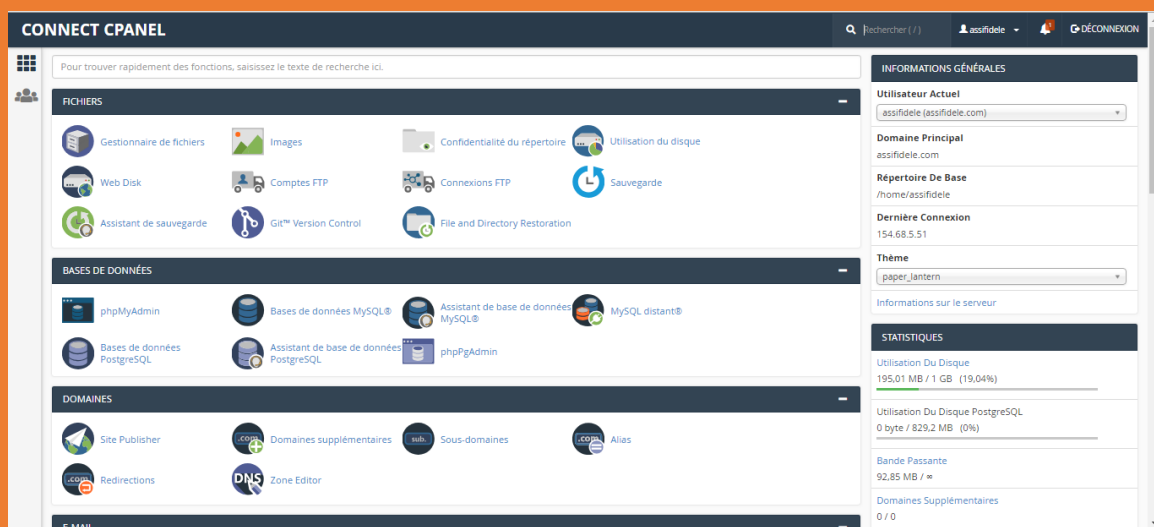 CONNECT CPANEL
Rechercher ( / )
assifidele
1
DÉCONNEXION
Pour trouver rapidement des fonctions, saisissez le texte de recherche ici.
FICHIERS
Gestionnaire de fichiers
Images
Confidentialité du répertoire
Utilisation du disque
Web Disk
Comptes FTP
Connexions FTP
Sauvegarde
Assistant de sauvegarde
Git™ Version Control
File and Directory Restoration
BASES DE DONNÉES
phpMyAdmin
Bases de données MySQL®
Assistant de base de données
MySQL®
MySQL distant®
Bases de données
PostgreSQL
Assistant de base de données
PostgreSQL
phpPgAdmin
DOMAINES
Site Publisher
.com
Domaines supplémentaires
sub.
Sous-domaines
.com
Alias
.com
Redirections
DNS
Zone Editor
E-MAIL
INFORMATIONS GÉNÉRALES
Utilisateur Actuel
assifidele (assifidele.com)
Domaine Principal
assifidele.com
Répertoire De Base
/home/assifidele
Dernière Connexion
154.68.5.51
Thème
paper_lantern
Informations sur le serveur
STATISTIQUES
Utilisation Du Disque
195,01 MB / 1 GB (19,04%)
Utilisation Du Disque PostgreSQL
0 byte / 829,2 MB (0%)
Bande Passante
92,85 MB / ∞
Domaines Supplémentaires
0 / 0